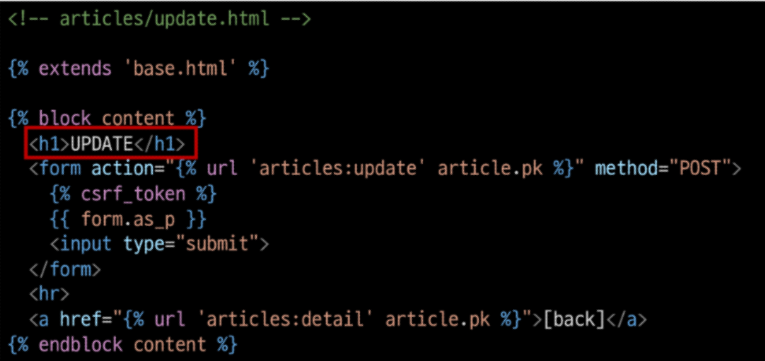 <!-- articles/update.html -->
{% extends 'base.html' %}
{% block content %}
<h1>UPDATE</h1>
<form action="{% url 'articles:update' article.pk %}" method="POST">
{% csrf_token %}
{{ form.as_p }}
<input type="submit">
</form>
<hr>
<a href="{% url 'articles:detail' article.pk %}">[back]</a>
{% endblock content %}